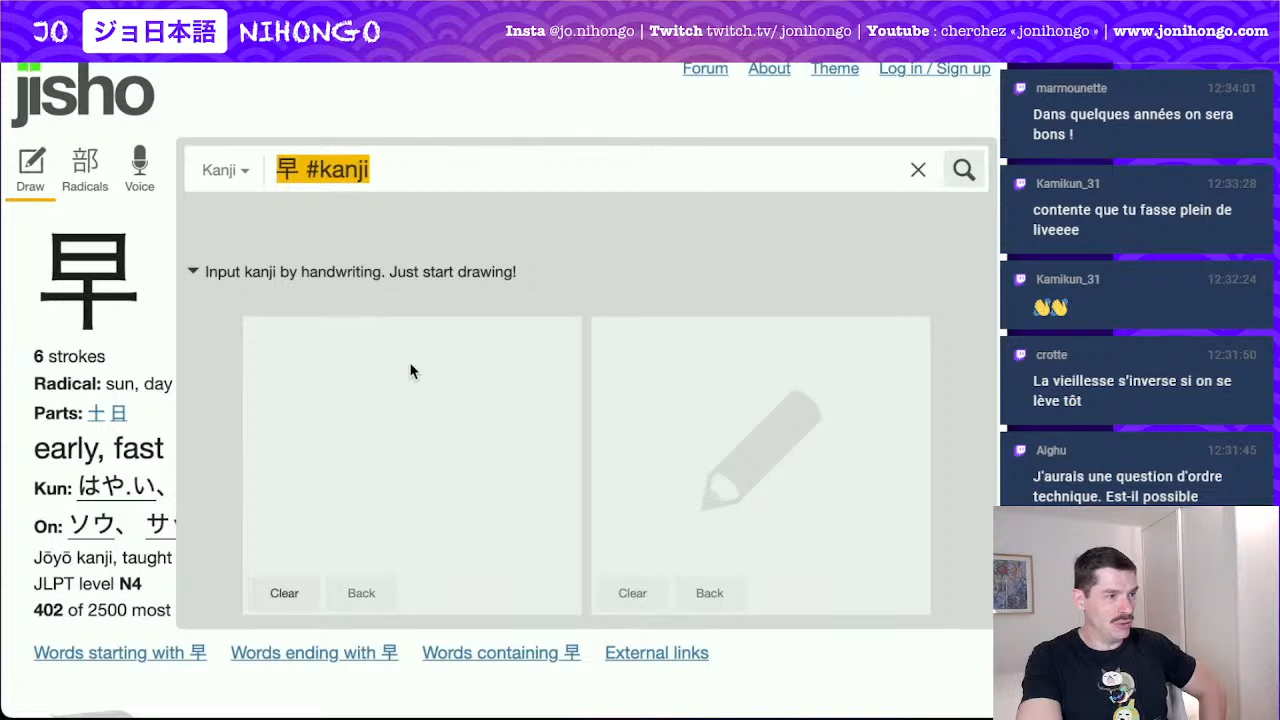 JO ジョ日本語 NIHONGO
Insta @jo.nihongo | Twitch twitch.tv/jonihongo | Youtube : cherchez « jonihongo » | www.jonihongo.com
jisho
Forum About Theme Log in / Sign up
Draw 部 Radicals Voice
Kanji 早 #kanji
Input kanji by handwriting. Just start drawing!
Clear Back Clear Back
早
6 strokes
Radical: sun, day
Parts: 士 日
early, fast
Kun: はや.い、
On: ソウ、 サッ
Jōyō kanji, taught
JLPT level N4
402 of 2500 most
Words starting with 早 Words ending with 早 Words containing 早 External links
marmounette 12:34:01
Dans quelques années on sera
bons !
Kamikun_31 12:33:28
contente que tu fasse plein de
liveeee
Kamikun_31 12:32:24
crotte 12:31:50
La vieillesse s’inverse si on se
lève tôt
Alghu 12:31:45
J'aurais une question d'ordre
technique. Est-il possible